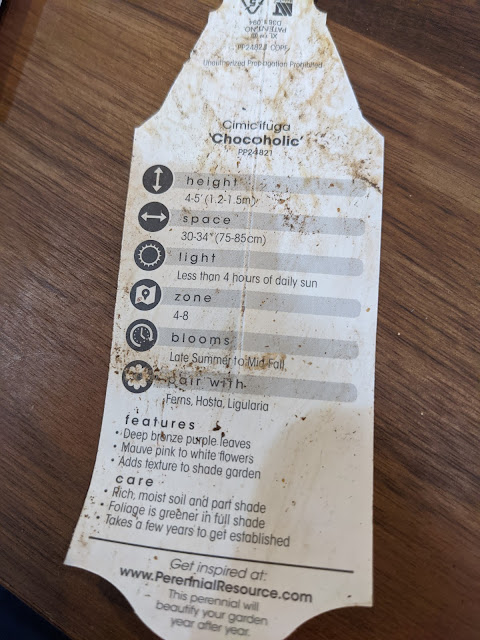 PP24821 COPF
Unauthorized Propagation Prohibited
Cimicifuga
'Chocoholic'
PP24821
height
4-5' (1.2-1.5m)
space
30-34" (75-85cm)
light
Less than 4 hours of daily sun
zone
4-8
blooms
Late Summer to Mid Fall
pair with
Ferns, Hosta, Ligularia
features
• Deep bronze purple leaves
• Mauve pink to white flowers
• Adds texture to shade garden
care
• Rich, moist soil and part shade
• Foliage is greener in full shade
• Takes a few years to get established
Get inspired at:
www.PerennialResource.com
This perennial will
beautify your garden
year after year.